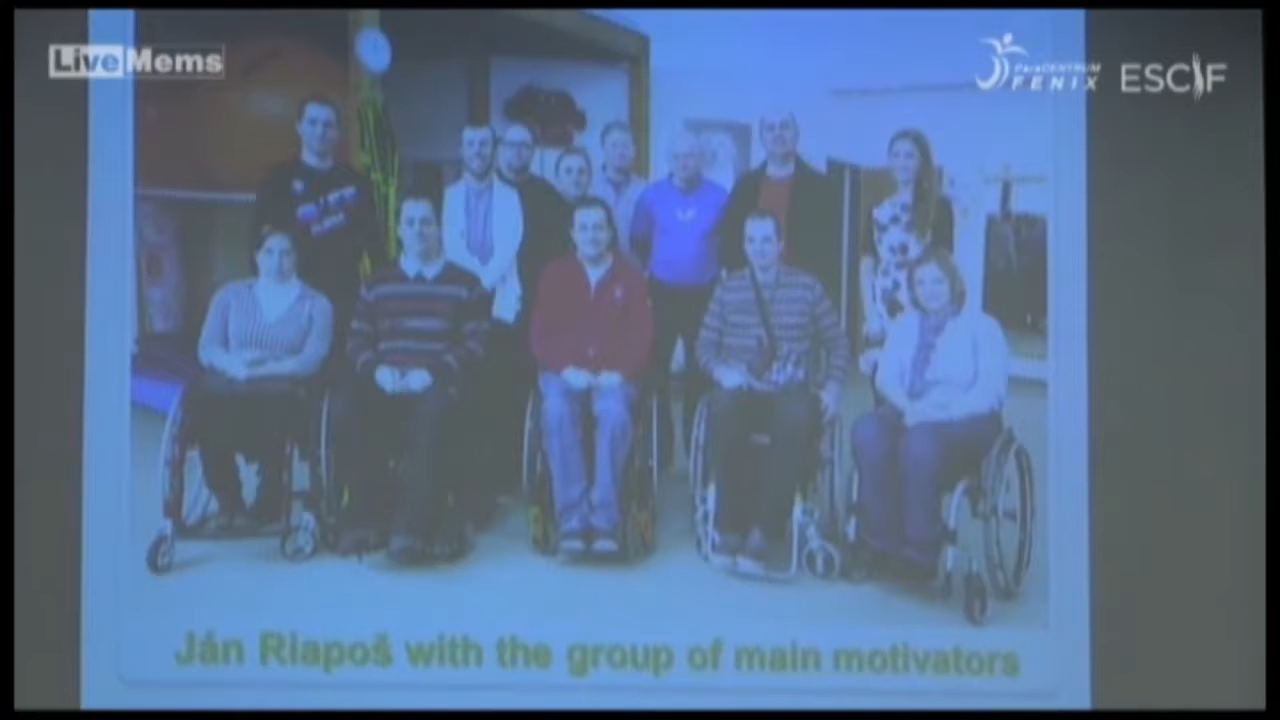 LiveMems
ParaCENTRUM
FENIX
ESCIF
Ján Riapoš with the group of main motivators